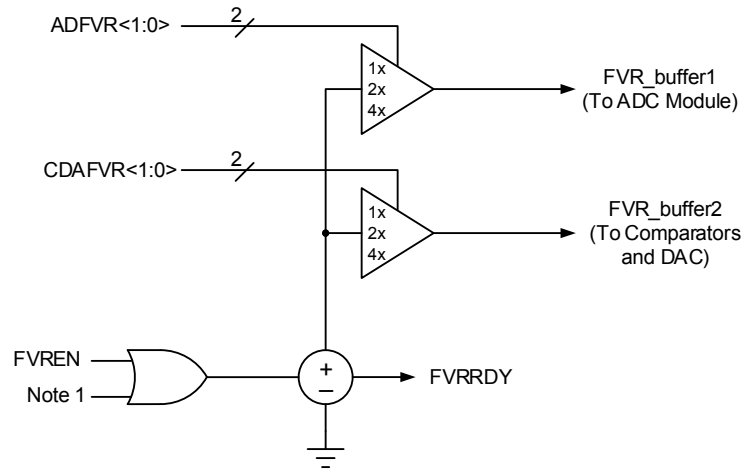 ADFVR<1:0>
2
1x
2x
4x
FVR_buffer1
(To ADC Module)
CDAFVR<1:0>
2
1x
2x
4x
FVR_buffer2
(To Comparators
and DAC)
FVREN
Note 1
+
−
FVRRDY